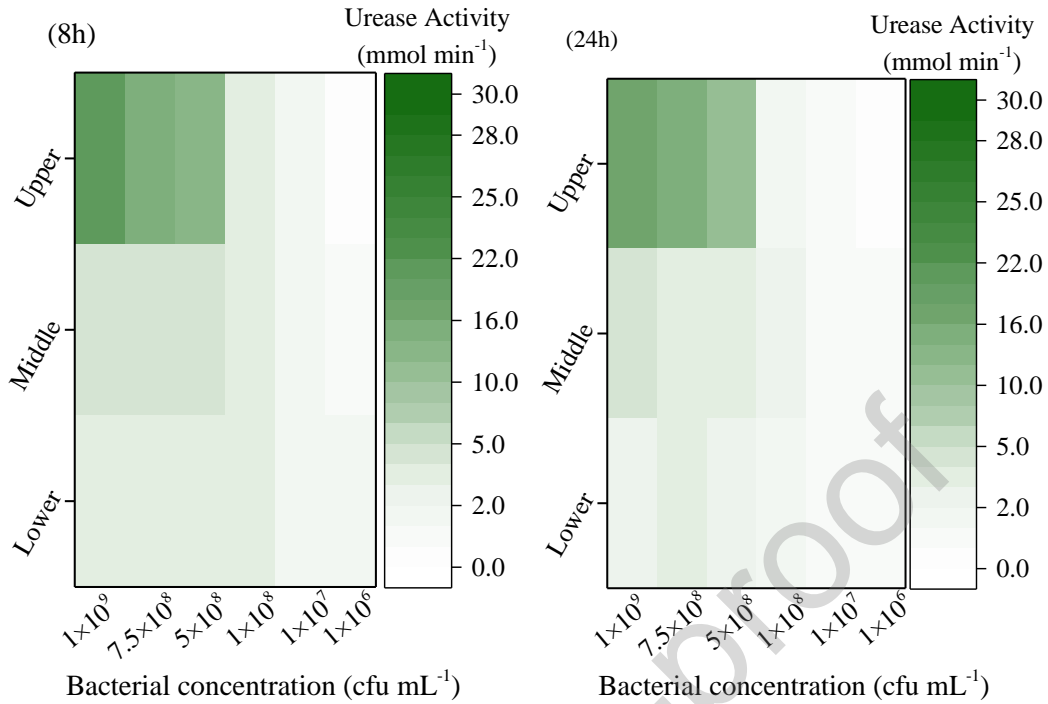 (8h)
Urease Activity
(mmol min⁻¹)
30.0
28.0
25.0
22.0
16.0
10.0
5.0
2.0
0.0
Upper
Middle
Lower
1×10⁹
7.5×10⁸
5×10⁸
1×10⁸
1×10⁷
1×10⁶
Bacterial concentration (cfu mL⁻¹)
(24h)
Urease Activity
(mmol min⁻¹)
30.0
28.0
25.0
22.0
16.0
10.0
5.0
2.0
0.0
Upper
Middle
Lower
1×10⁹
7.5×10⁸
5×10⁸
1×10⁸
1×10⁷
1×10⁶
Bacterial concentration (cfu mL⁻¹)
proof